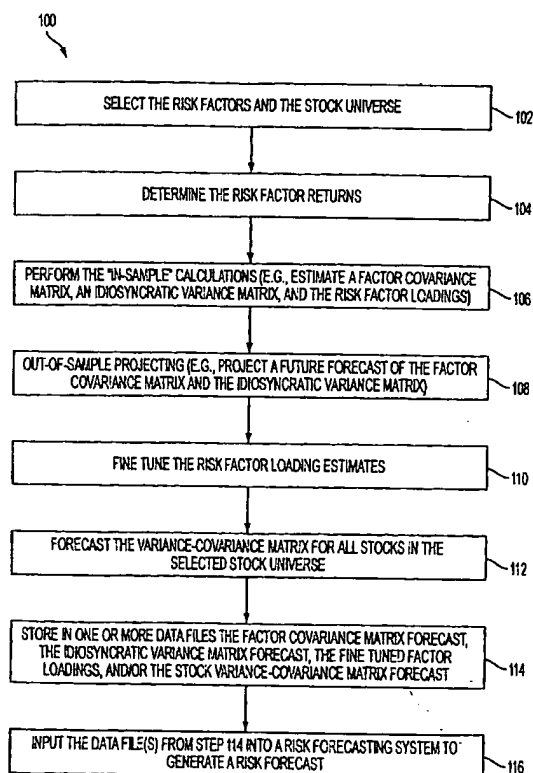 100
SELECT THE RISK FACTORS AND THE STOCK UNIVERSE
102
DETERMINE THE RISK FACTOR RETURNS
104
PERFORM THE "IN-SAMPLE" CALCULATIONS (E.G., ESTIMATE A FACTOR COVARIANCE
MATRIX, AN IDIOSYNCRATIC VARIANCE MATRIX, AND THE RISK FACTOR LOADINGS)
106
OUT-OF-SAMPLE PROJECTING (E.G., PROJECT A FUTURE FORECAST OF THE FACTOR
COVARIANCE MATRIX AND THE IDIOSYNCRATIC VARIANCE MATRIX)
108
FINE TUNE THE RISK FACTOR LOADING ESTIMATES
110
FORECAST THE VARIANCE-COVARIANCE MATRIX FOR ALL STOCKS IN THE
SELECTED STOCK UNIVERSE
112
STORE IN ONE OR MORE DATA FILES THE FACTOR COVARIANCE MATRIX FORECAST,
THE IDIOSYNCRATIC VARIANCE MATRIX FORECAST, THE FINE TUNED FACTOR
LOADINGS, AND/OR THE STOCK VARIANCE-COVARIANCE MATRIX FORECAST
114
INPUT THE DATA FILE(S) FROM STEP 114 INTO A RISK FORECASTING SYSTEM TO
GENERATE A RISK FORECAST
116